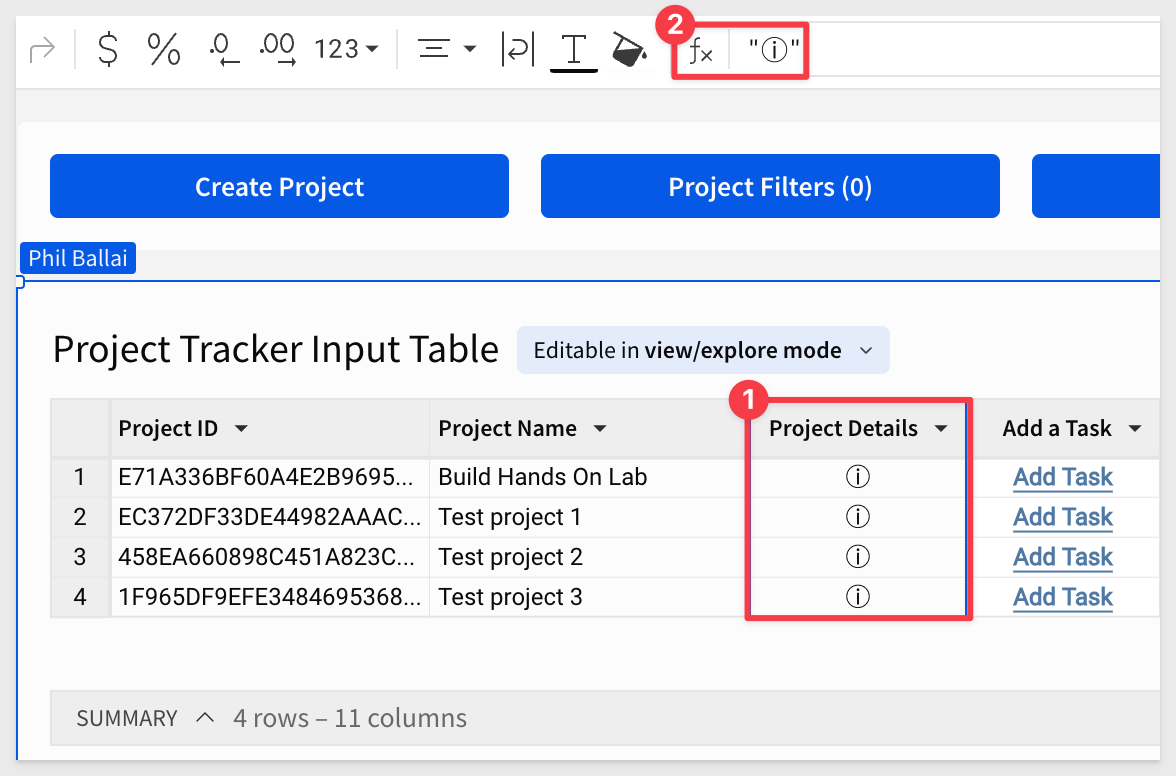 2
$ % .0 .00 123 T fx "ⓘ"
Create Project Project Filters (0)
Phil Ballai
Project Tracker Input Table Editable in view/explore mode
1
Project ID Project Name Project Details Add a Task
1 E71A336BF60A4E2B9695... Build Hands On Lab ⓘ Add Task
2 EC372DF33DE44982AAAC... Test project 1 ⓘ Add Task
3 458EA660898C451A823C... Test project 2 ⓘ Add Task
4 1F965DF9EFE3484695368... Test project 3 ⓘ Add Task
SUMMARY 4 rows – 11 columns